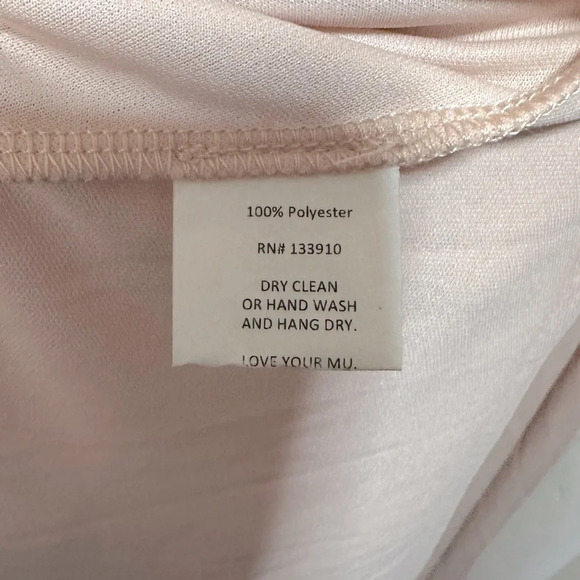 100% Polyester
RN# 133910
DRY CLEAN
OR HAND WASH
AND HANG DRY.
LOVE YOUR MU.